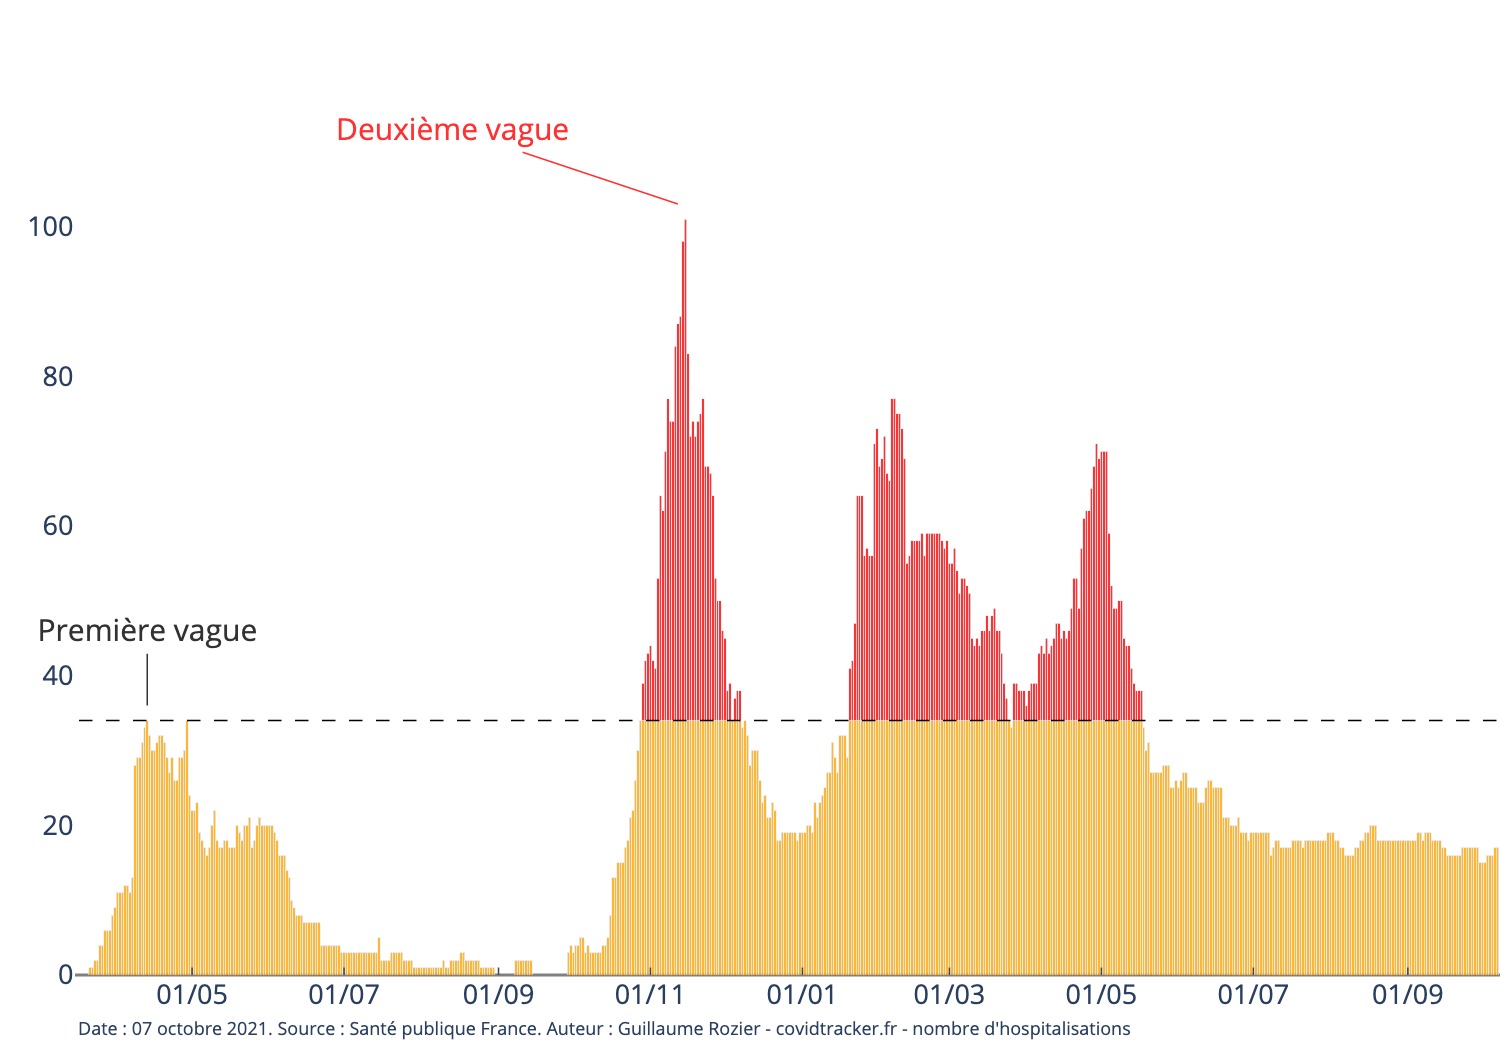 Deuxième vague
100
80
60
Première vague
40
20
0
01/05 01/07 01/09 01/11 01/01 01/03 01/05 01/07 01/09
Date : 07 octobre 2021. Source : Santé publique France. Auteur : Guillaume Rozier - covidtracker.fr - nombre d'hospitalisations